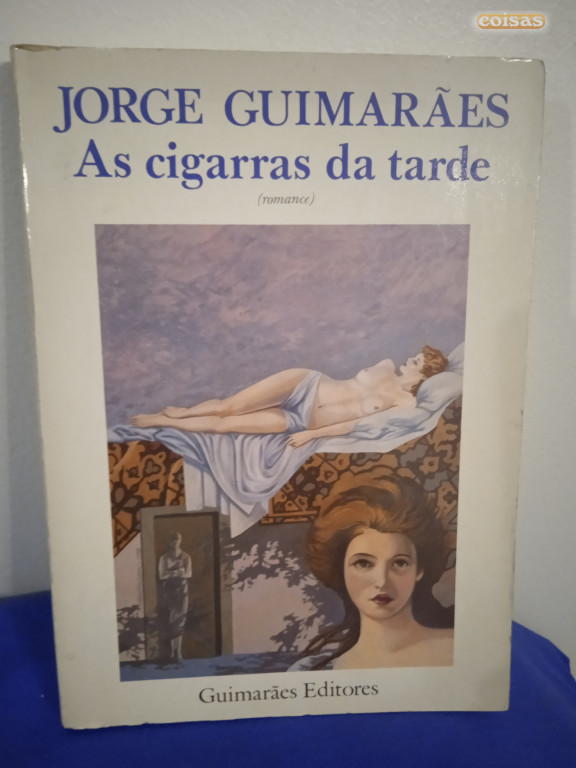 coisas
JORGE GUIMARÃES
As cigarras da tarde
(romance)
Guimarães Editores